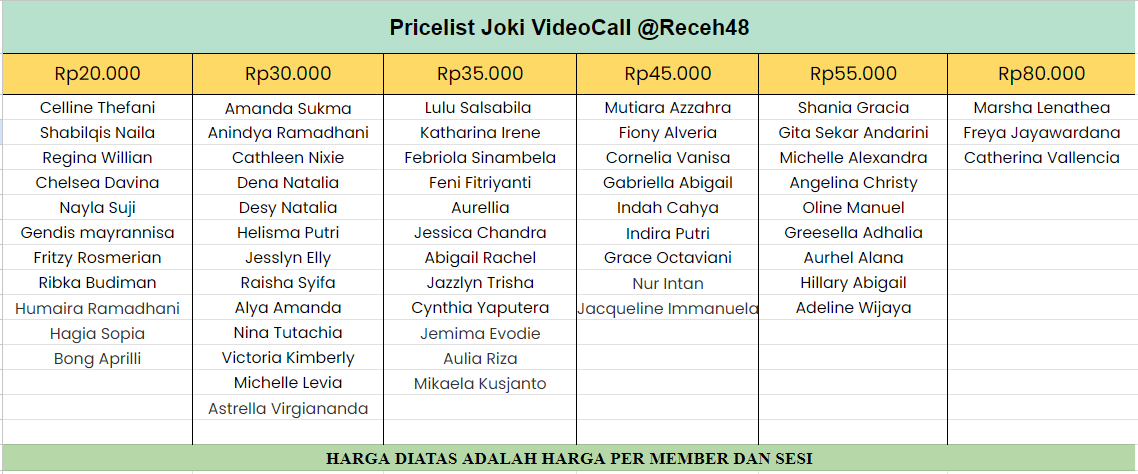 Pricelist Joki VideoCall @Receh48
Rp20.000 Rp30.000 Rp35.000 Rp45.000 Rp55.000 Rp80.000
Celline Thefani Amanda Sukma Lulu Salsabila Mutiara Azzahra Shania Gracia Marsha Lenathea
Shabilqis Naila Anindya Ramadhani Katharina Irene Fiony Alveria Gita Sekar Andarini Freya Jayawardana
Regina Willian Cathleen Nixie Febriola Sinambela Cornelia Vanisa Michelle Alexandra Catherina Vallencia
Chelsea Davina Dena Natalia Feni Fitriyanti Gabriella Abigail Angelina Christy
Nayla Suji Desy Natalia Aurellia Indah Cahya Oline Manuel
Gendis mayrannisa Helisma Putri Jessica Chandra Indira Putri Greesella Adhalia
Fritzy Rosmerian Jesslyn Elly Abigail Rachel Grace Octaviani Aurhel Alana
Ribka Budiman Raisha Syifa Jazzlyn Trisha Nur Intan Hillary Abigail
Humaira Ramadhani Alya Amanda Cynthia Yaputera Jacqueline Immanuela Adeline Wijaya
Hagia Sopia Nina Tutachia Jemima Evodie
Bong Aprilli Victoria Kimberly Aulia Riza
Michelle Levia Mikaela Kusjanto
Astrella Virgiananda
HARGA DIATAS ADALAH HARGA PER MEMBER DAN SESI